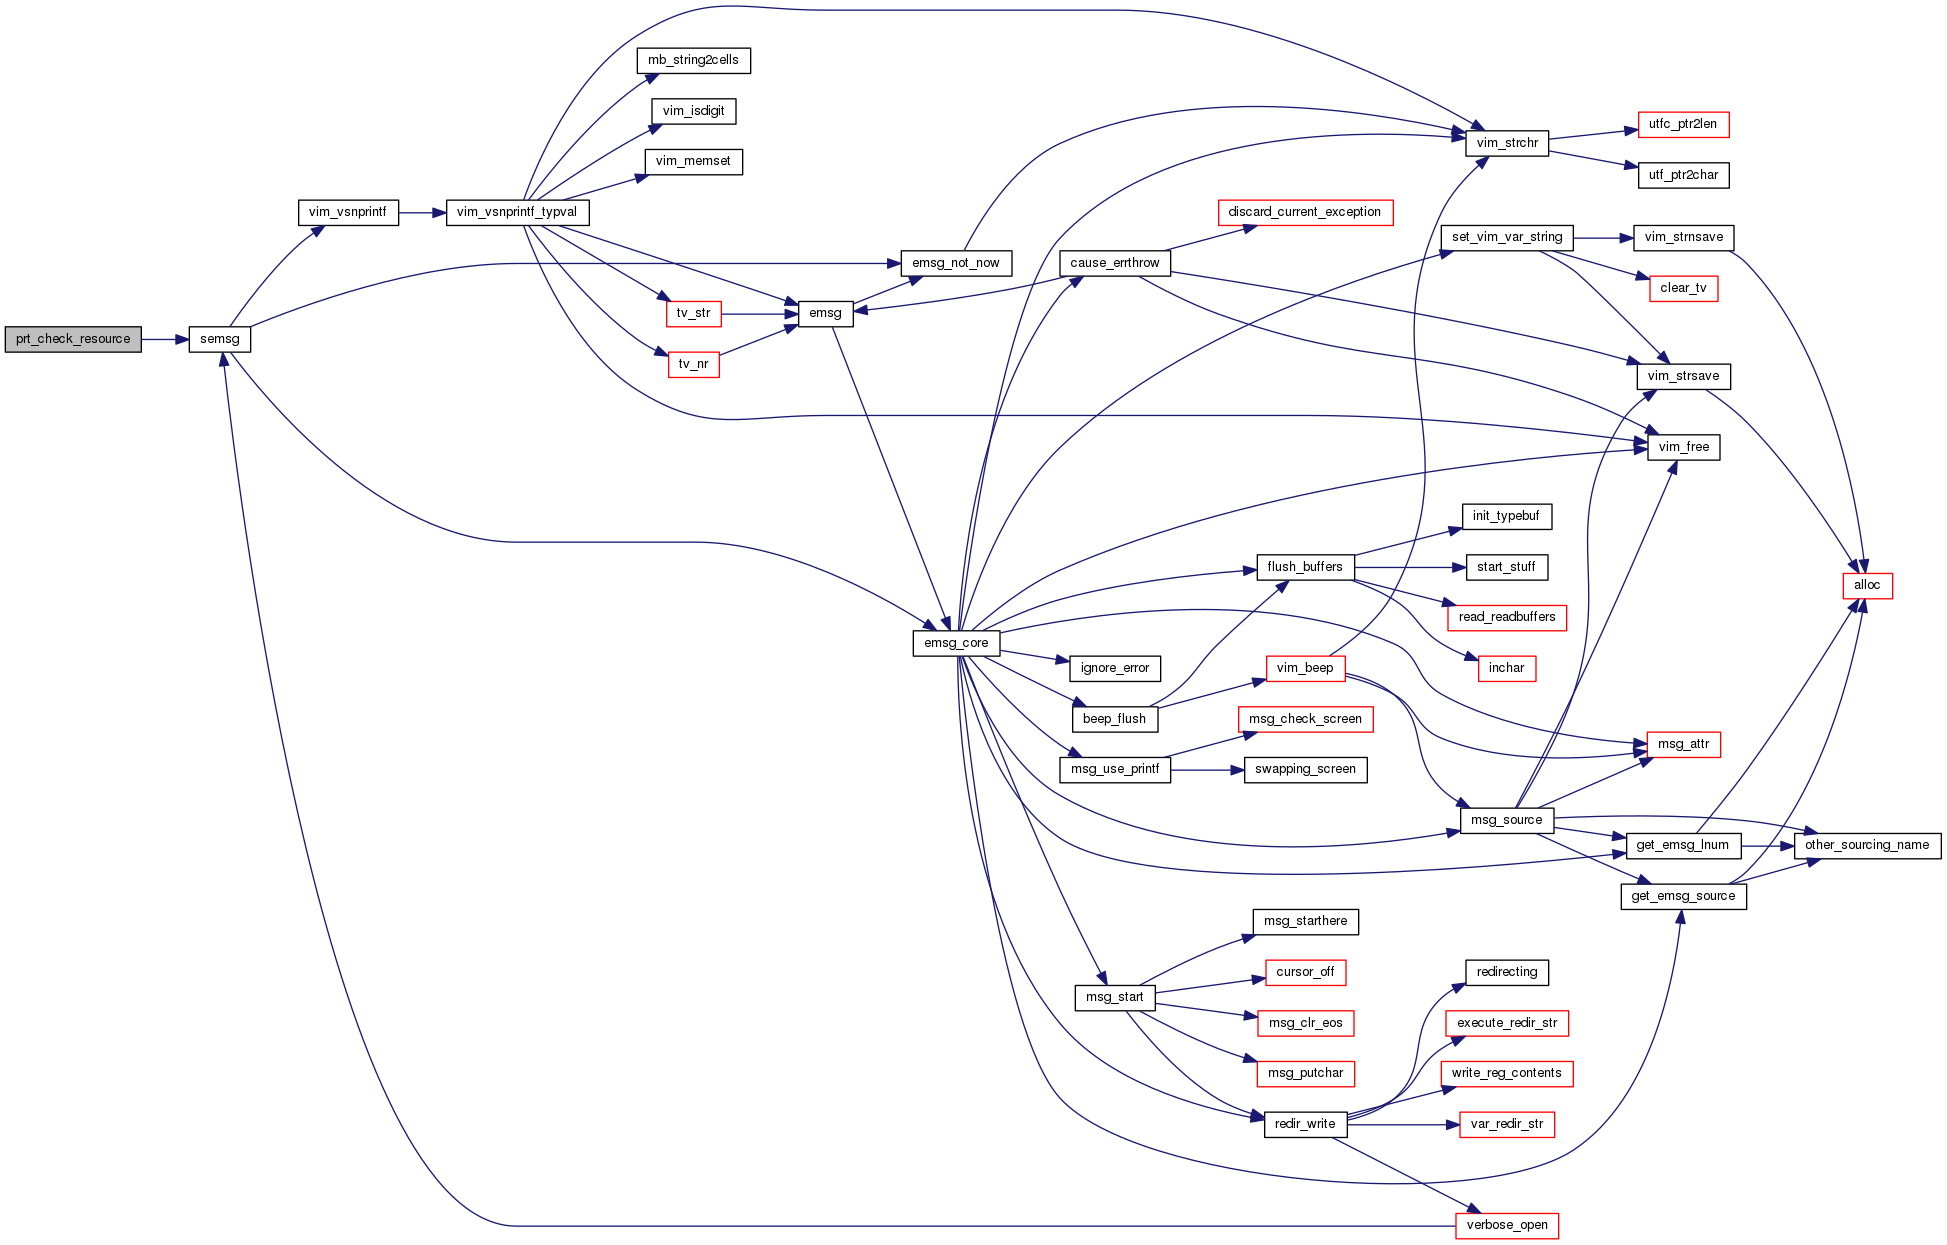 mb_string2cells
vim_isdigit
utfc_ptr2len
vim_strchr
vim_memset
utf_ptr2char
vim_vsnprintf
vim_vsnprintf_typval
discard_current_exception
set_vim_var_string
vim_strnsave
emsg_not_now
cause_errthrow
clear_tv
tv_str
emsg
prt_check_resource
semsg
tv_nr
vim_strsave
vim_free
init_typebuf
flush_buffers
start_stuff
alloc
read_readbuffers
emsg_core
ignore_error
vim_beep
inchar
beep_flush
msg_check_screen
msg_attr
msg_use_printf
swapping_screen
msg_source
get_emsg_lnum
other_sourcing_name
get_emsg_source
msg_starthere
cursor_off
redirecting
msg_start
msg_clr_eos
execute_redir_str
msg_putchar
write_reg_contents
redir_write
var_redir_str
verbose_open